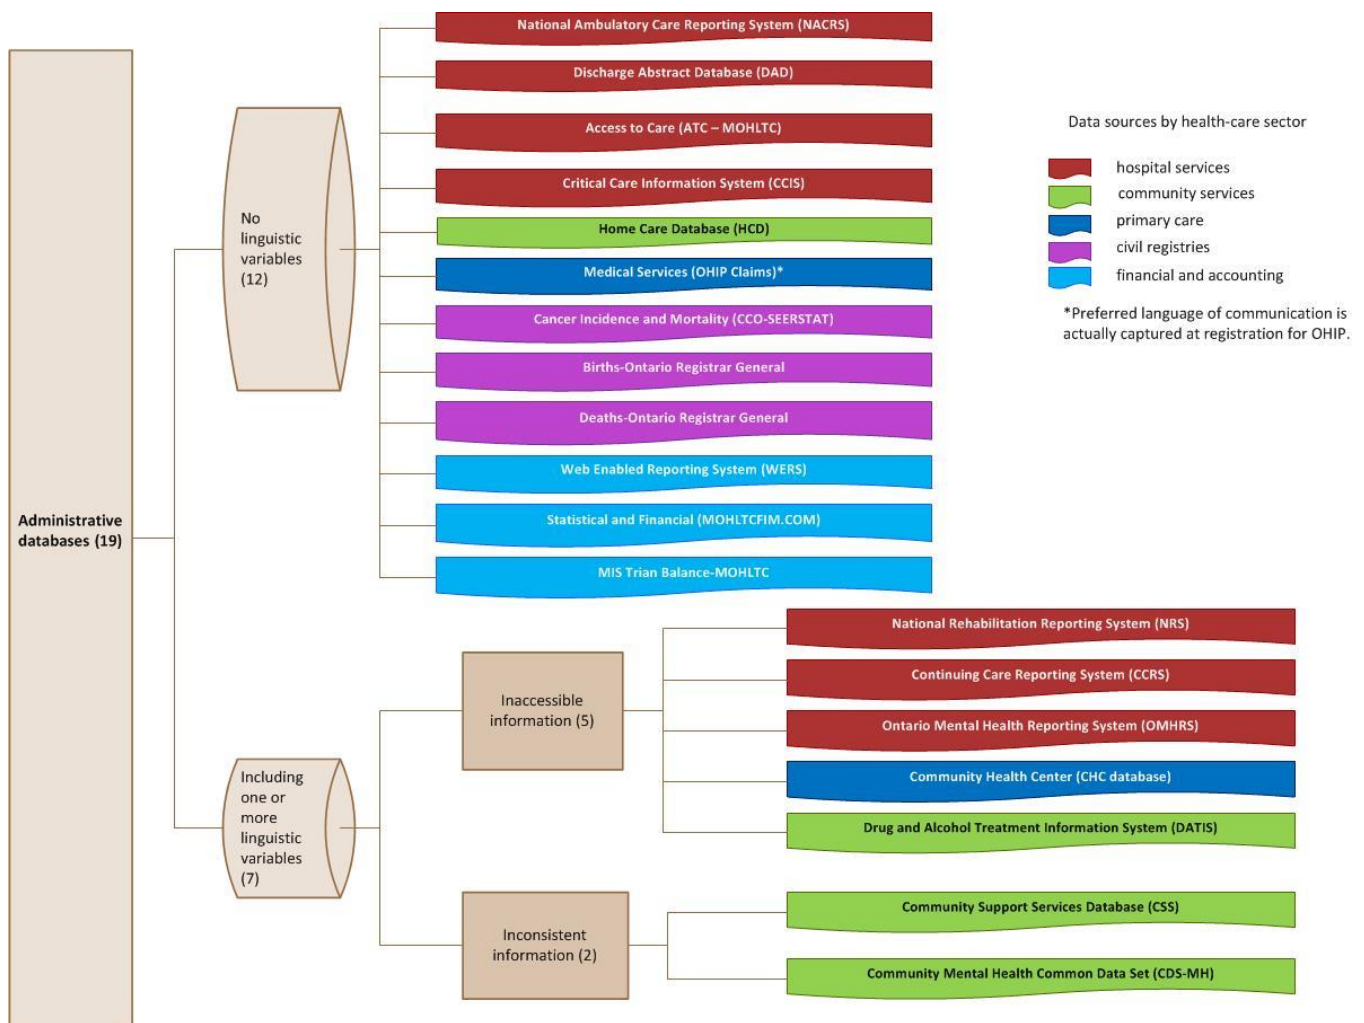 Administrative
databases (19)
No
linguistic
variables
(12)
National Ambulatory Care Reporting System (NACRS)
Discharge Abstract Database (DAD)
Access to Care (ATC – MOHLTC)
Critical Care Information System (CCIS)
Home Care Database (HCD)
Medical Services (OHIP Claims)*
Cancer Incidence and Mortality (CCO-SEERSTAT)
Births-Ontario Registrar General
Deaths-Ontario Registrar General
Web Enabled Reporting System (WERS)
Statistical and Financial (MOHLTCFIM.COM)
MIS Trian Balance-MOHLTC
Including
one or
more
linguistic
variables
(7)
Inaccessible
information (5)
National Rehabilitation Reporting System (NRS)
Continuing Care Reporting System (CCRS)
Ontario Mental Health Reporting System (OMHRS)
Community Health Center (CHC database)
Drug and Alcohol Treatment Information System (DATIS)
Inconsistent
information (2)
Community Support Services Database (CSS)
Community Mental Health Common Data Set (CDS-MH)
Data sources by health-care sector
hospital services
community services
primary care
civil registries
financial and accounting
*Preferred language of communication is
actually captured at registration for OHIP.